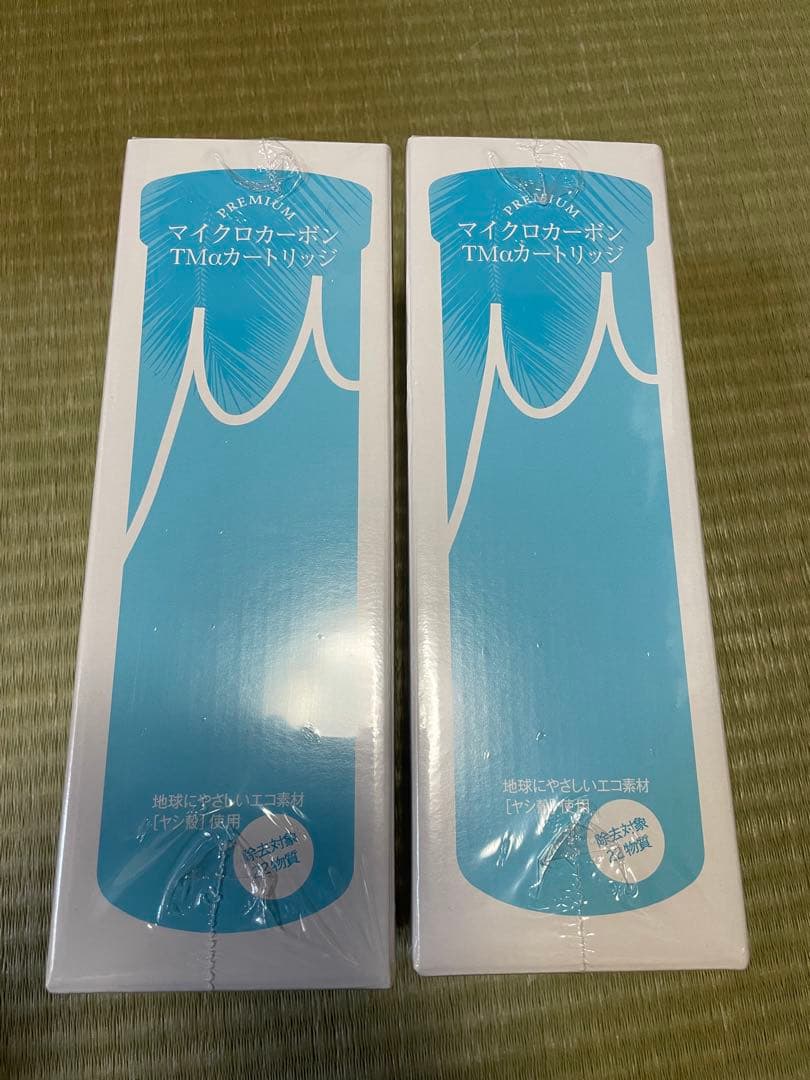 PREMIUM
マイクロカーボン
TMαカートリッジ
地球にやさしいエコ素材
[ヤシ殻]使用
除去対象
22物質
PREMIUM
マイクロカーボン
TMαカートリッジ
地球にやさしいエコ素材
[ヤシ殻]使用
除去対象
22物質